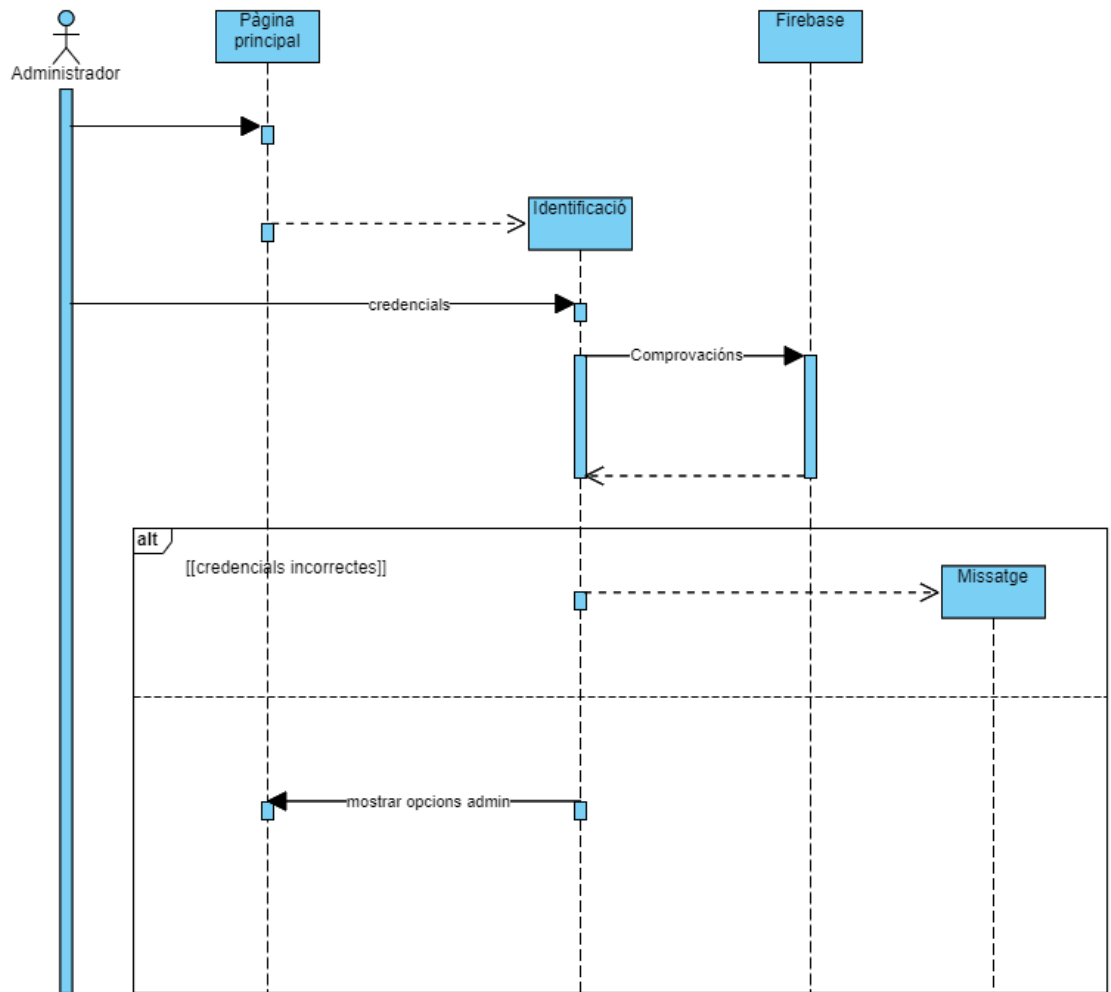 Pàgina
principal
Firebase
Administrador
Identificació
credencials
Comprovacións
alt
[[credencials incorrectes]]
Missatge
mostrar opcions admin